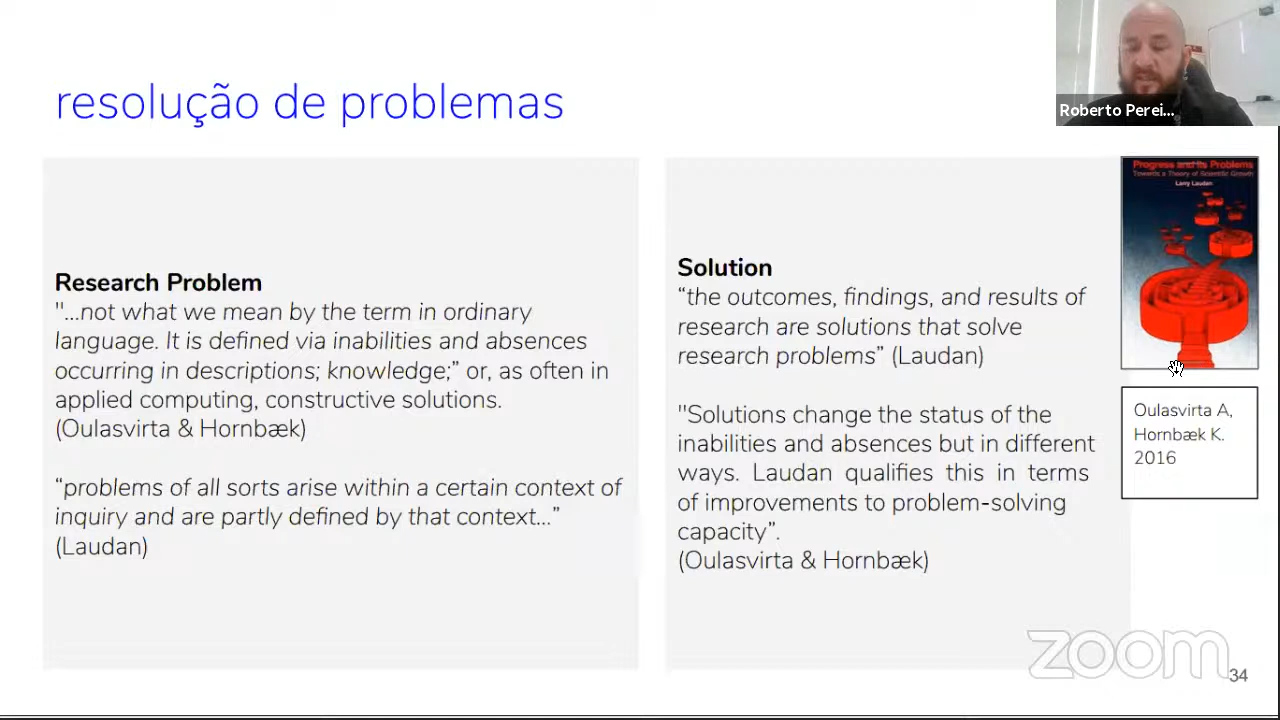 Roberto Perei...
resolução de problemas
Progress and Its Problems
Towards a Theory of Scientific Growth
Larry Laudan
Research Problem
"...not what we mean by the term in ordinary
language. It is defined via inabilities and absences
occurring in descriptions; knowledge;” or, as often in
applied computing, constructive solutions.
(Oulasvirta & Hornbæk)
“problems of all sorts arise within a certain context of
inquiry and are partly defined by that context...”
(Laudan)
Solution
“the outcomes, findings, and results of
research are solutions that solve
research problems” (Laudan)
"Solutions change the status of the
inabilities and absences but in different
ways. Laudan qualifies this in terms
of improvements to problem-solving
capacity”.
(Oulasvirta & Hornbæk)
Oulasvirta A,
Hornbæk K.
2016
zoom
34